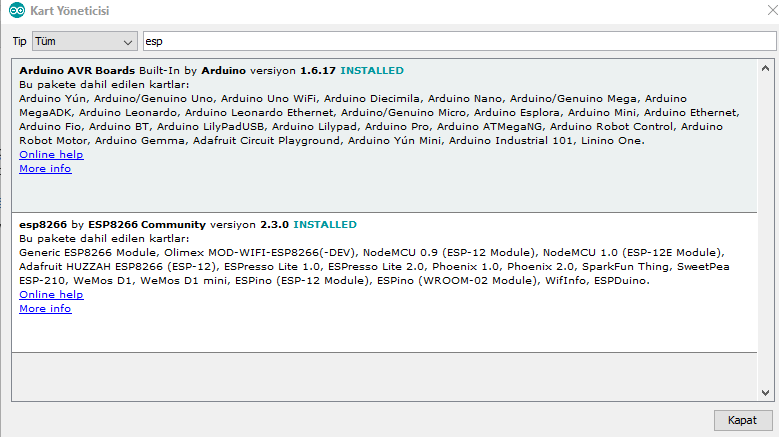 Kart Yöneticisi
Tip Tüm esp
Arduino AVR Boards Built-In by Arduino versiyon 1.6.17 INSTALLED
Bu pakete dahil edilen kartlar:
Arduino Yún, Arduino/Genuino Uno, Arduino Uno WiFi, Arduino Diecimila, Arduino Nano, Arduino/Genuino Mega, Arduino
MegaADK, Arduino Leonardo, Arduino Leonardo Ethernet, Arduino/Genuino Micro, Arduino Esplora, Arduino Mini, Arduino Ethernet,
Arduino Fio, Arduino BT, Arduino LilyPadUSB, Arduino Lilypad, Arduino Pro, Arduino ATMegaNG, Arduino Robot Control, Arduino
Robot Motor, Arduino Gemma, Adafruit Circuit Playground, Arduino Yún Mini, Arduino Industrial 101, Linino One.
Online help
More info
esp8266 by ESP8266 Community versiyon 2.3.0 INSTALLED
Bu pakete dahil edilen kartlar:
Generic ESP8266 Module, Olimex MOD-WIFI-ESP8266(-DEV), NodeMCU 0.9 (ESP-12 Module), NodeMCU 1.0 (ESP-12E Module),
Adafruit HUZZAH ESP8266 (ESP-12), ESPresso Lite 1.0, ESPresso Lite 2.0, Phoenix 1.0, Phoenix 2.0, SparkFun Thing, SweetPea
ESP-210, WeMos D1, WeMos D1 mini, ESPino (ESP-12 Module), ESPino (WROOM-02 Module), WifInfo, ESPDuino.
Online help
More info
Kapat